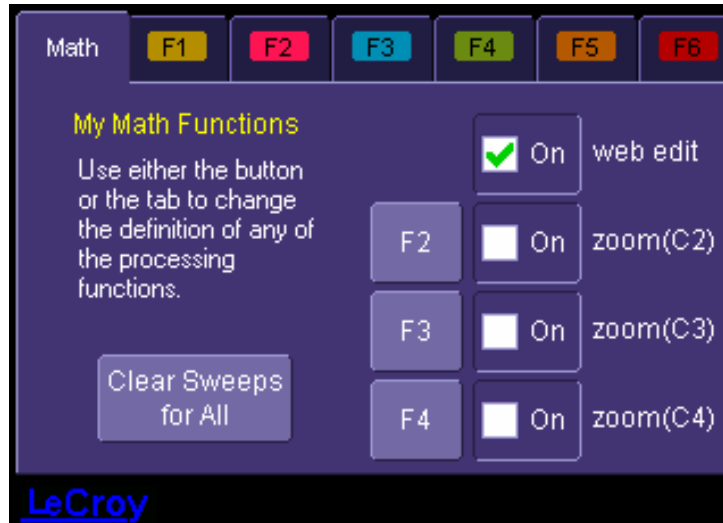 Math F1 F2 F3 F4 F5 F6
My Math Functions
Use either the button
or the tab to change
the definition of any of
the processing
functions.
Clear Sweeps
for All
On web edit
F2 On zoom(C2)
F3 On zoom(C3)
F4 On zoom(C4)
LeCroy